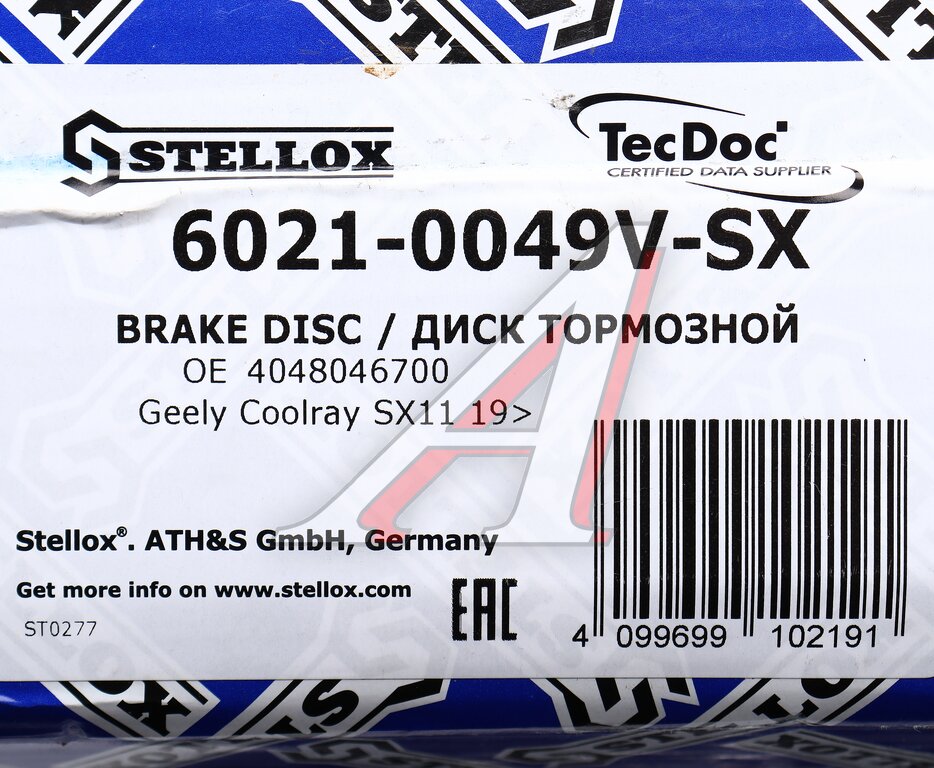 STELLOX
TecDoc
CERTIFIED DATA SUPPLIER
6021-0049V-SX
BRAKE DISC / ДИСК ТОРМОЗНОЙ
OE 4048046700
Geely Coolray SX11 19>
Stellox®. ATH&S GmbH, Germany
Get more info on www.stellox.com
ST0277
EAC
4 099699 102191